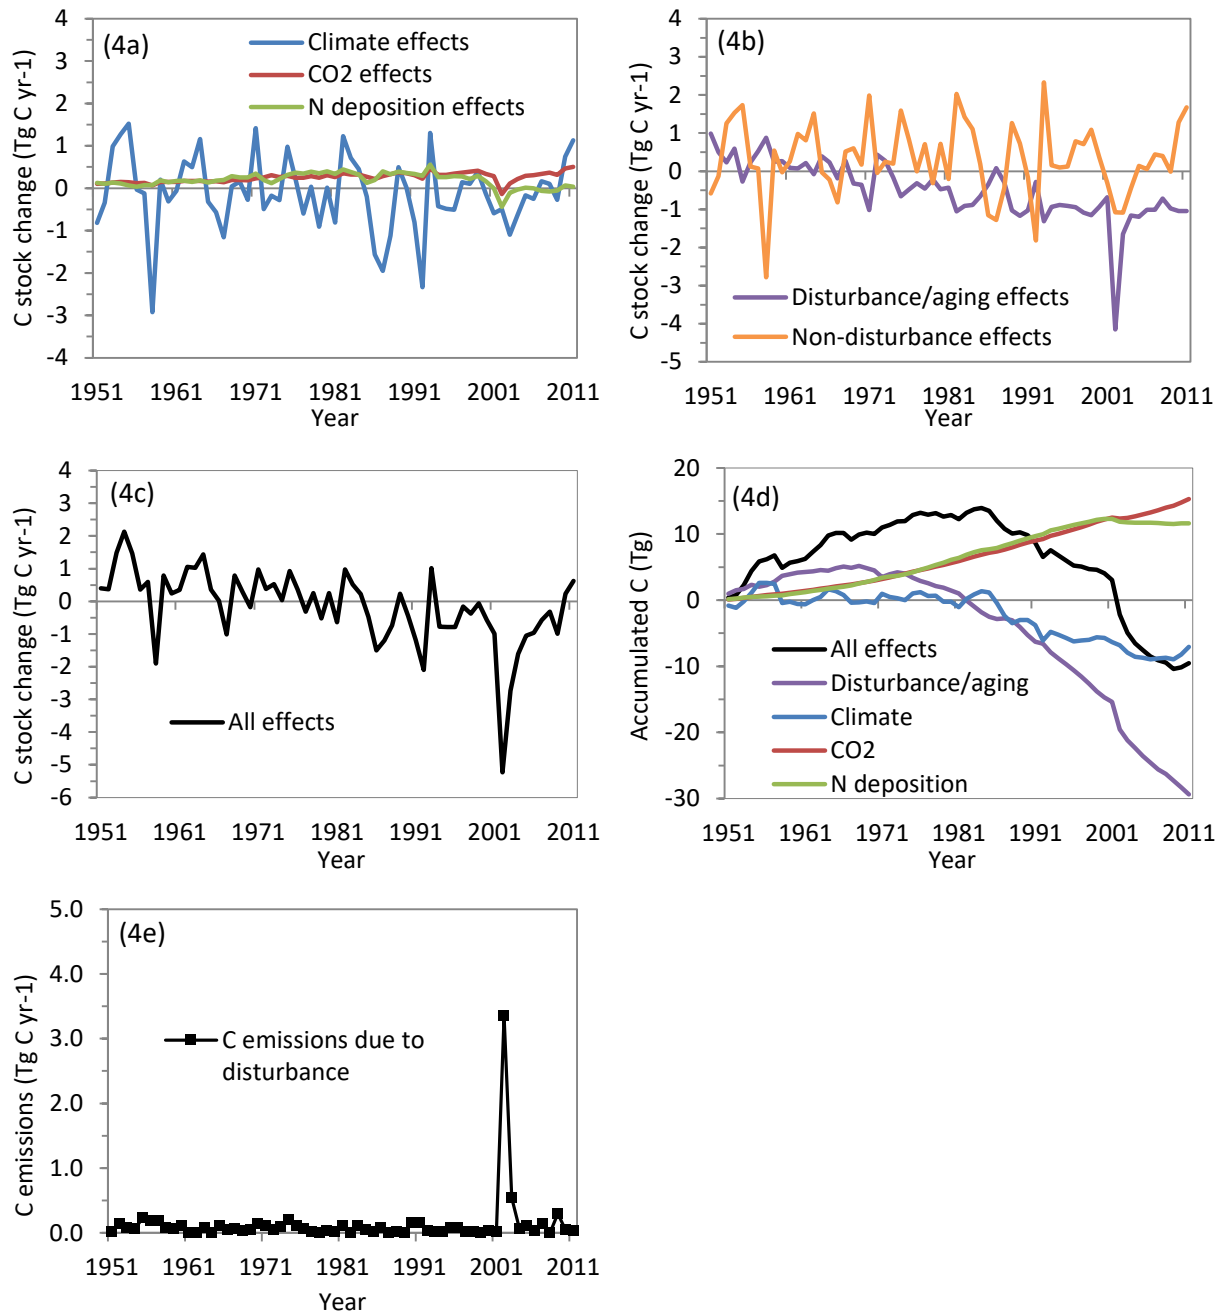 (4a)
Climate effects
CO2 effects
N deposition effects
C stock change (Tg C yr-1)
4
3
2
1
0
-1
-2
-3
-4
1951 1961 1971 1981 1991 2001 2011
Year
(4b)
C stock change (Tg C yr-1)
4
3
2
1
0
-1
-2
-3
-4
-5
Disturbance/aging effects
Non-disturbance effects
1951 1961 1971 1981 1991 2001 2011
Year
(4c)
C stock change (Tg C yr-1)
4
3
2
1
0
-1
-2
-3
-4
-5
-6
All effects
1951 1961 1971 1981 1991 2001 2011
Year
(4d)
Accumulated C (Tg)
20
10
0
-10
-20
-30
All effects
Disturbance/aging
Climate
CO2
N deposition
1951 1961 1971 1981 1991 2001 2011
Year
(4e)
C emissions (Tg C yr-1)
5.0
4.0
3.0
2.0
1.0
0.0
C emissions due to
disturbance
1951 1961 1971 1981 1991 2001 2011
Year